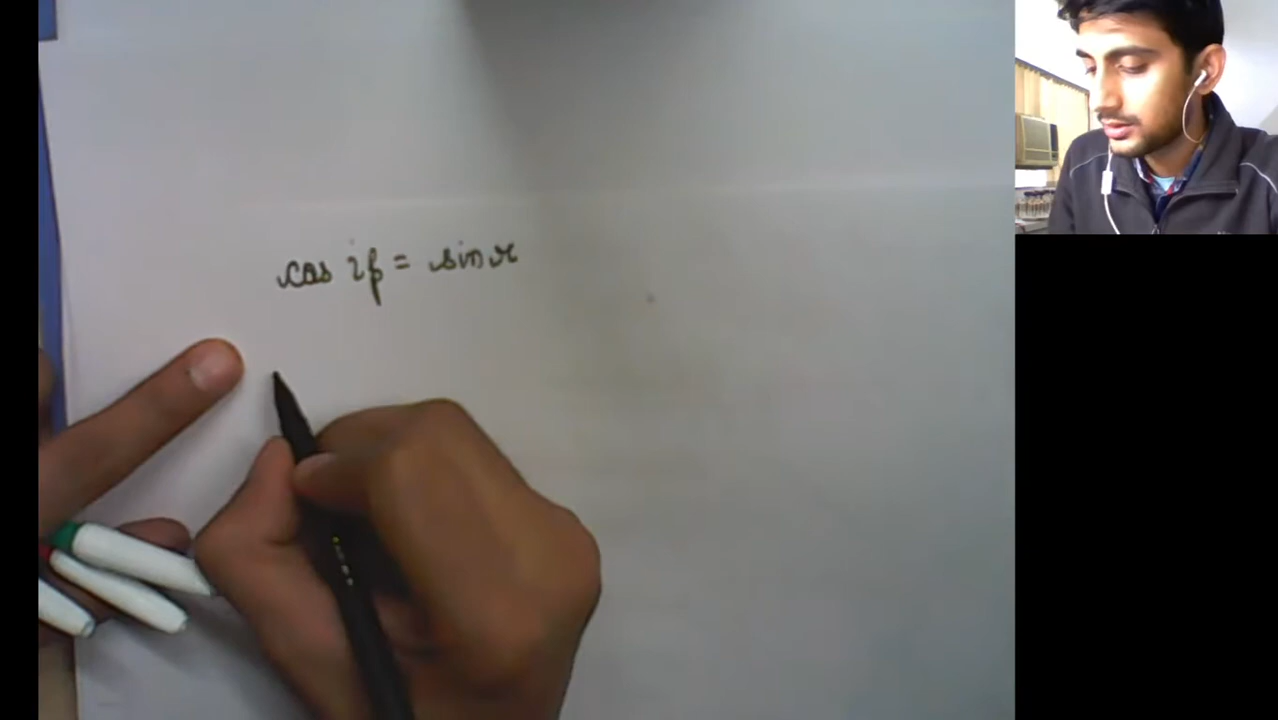 cos ip = sin r